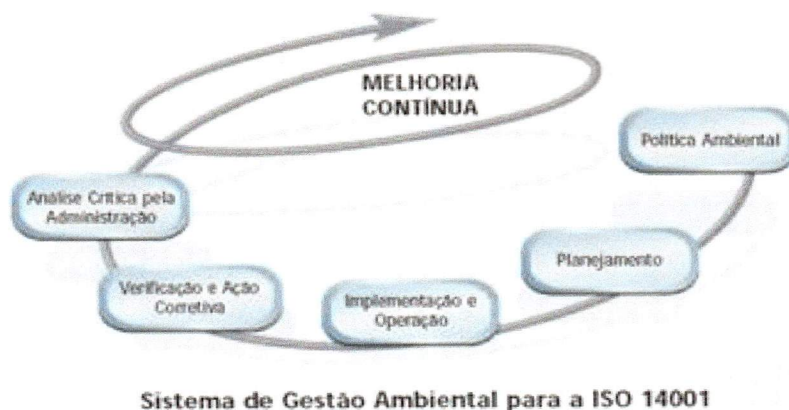 MELHORIA
CONTÍNUA
Política Ambiental
Análise Crítica pela
Administração
Planejamento
Verificação e Ação
Corretiva
Implementação e
Operação
Sistema de Gestão Ambiental para a ISO 14001